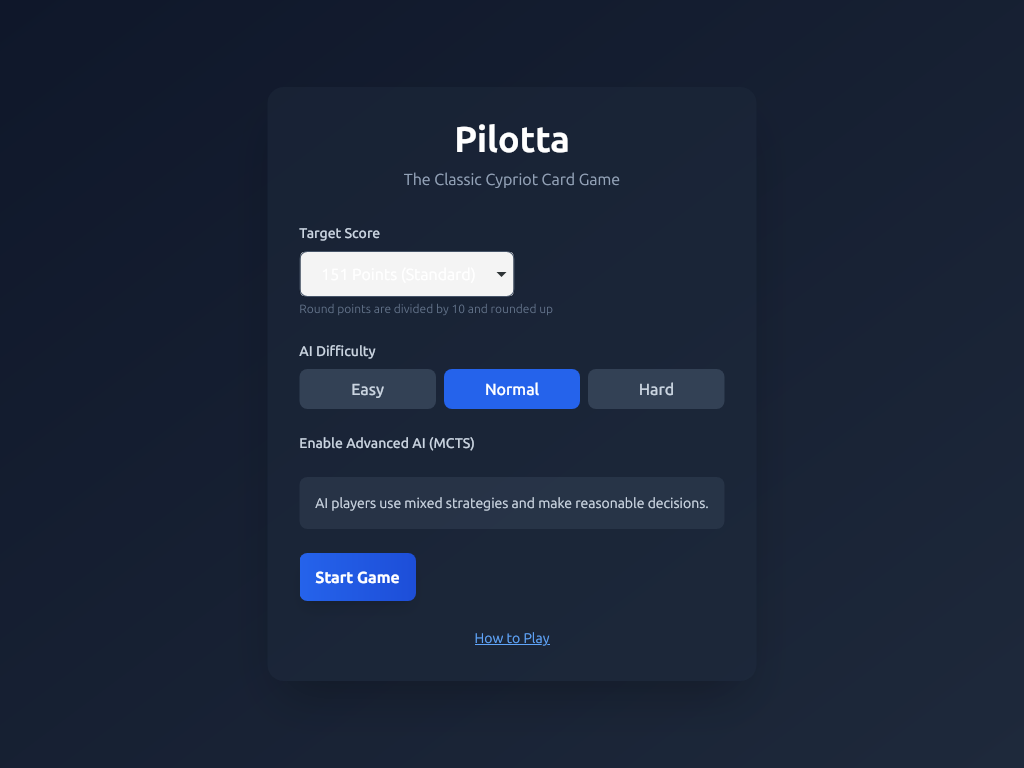 Pilotta
The Classic Cypriot Card Game
Target Score
151 Points (Standard)
Round points are divided by 10 and rounded up
AI Difficulty
Easy
Normal
Hard
Enable Advanced AI (MCTS)
AI players use mixed strategies and make reasonable decisions.
Start Game
How to Play